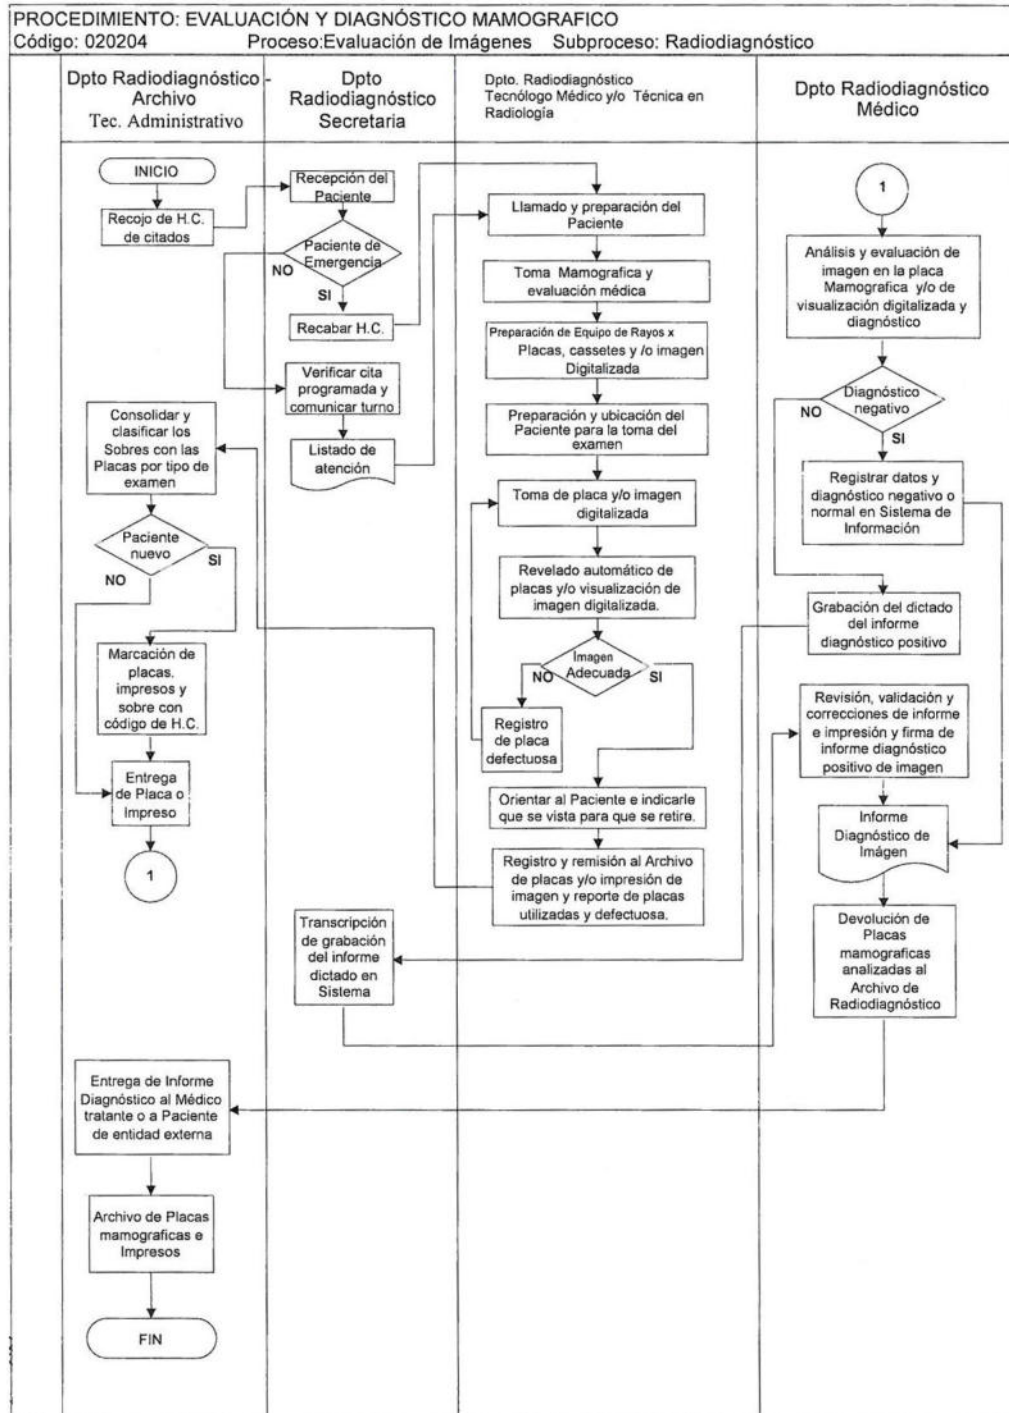 PROCEDIMIENTO: EVALUACIÓN Y DIAGNÓSTICO MAMOGRAFICO
Código: 020204 Proceso:Evaluación de Imágenes Subproceso: Radiodiagnóstico
Dpto Radiodiagnóstico -
Archivo
Tec. Administrativo
Dpto
Radiodiagnóstico
Secretaria
Dpto. Radiodiagnóstico
Tecnólogo Médico y/o Técnica en
Radiología
Dpto Radiodiagnóstico
Médico
INICIO
Recojo de H.C.
de citados
Recepción del
Paciente
Paciente de
Emergencia
NO
SI
Recabar H.C.
Verificar cita
programada y
comunicar turno
Listado de
atención
Llamado y preparación del
Paciente
Toma Mamografica y
evaluación médica
Preparación de Equipo de Rayos x
Placas, cassetes y /o imagen
Digitalizada
Preparación y ubicación del
Paciente para la toma del
examen
Toma de placa y/o imagen
digitalizada
Revelado automático de
placas y/o visualización de
imagen digitalizada.
Imagen
Adecuada
NO
SI
Registro
de placa
defectuosa
Orientar al Paciente e indicarle
que se vista para que se retire.
Registro y remisión al Archivo
de placas y/o impresión de
imagen y reporte de placas
utilizadas y defectuosa.
Consolidar y
clasificar los
Sobres con las
Placas por tipo de
examen
Paciente
nuevo
SI
NO
Marcación de
placas.
impresos y
sobre con
código de H.C.
Entrega
de Placa o
Impreso
1
1
Análisis y evaluación de
imagen en la placa
Mamografica y/o de
visualización digitalizada y
diagnóstico
Diagnóstico
negativo
NO
SI
Registrar datos y
diagnóstico negativo o
normal en Sistema de
Información
Grabación del dictado
del informe
diagnóstico positivo
Transcripción
de grabación
del informe
dictado en
Sistema
Revisión, validación y
correcciones de informe
e impresión y firma de
informe diagnóstico
positivo de imagen
Informe
Diagnóstico de
Imágen
Devolución de
Placas
mamograficas
analizadas al
Archivo de
Radiodiagnóstico
Entrega de Informe
Diagnóstico al Médico
tratante o a Paciente
de entidad externa
Archivo de Placas
mamograficas e
Impresos
FIN